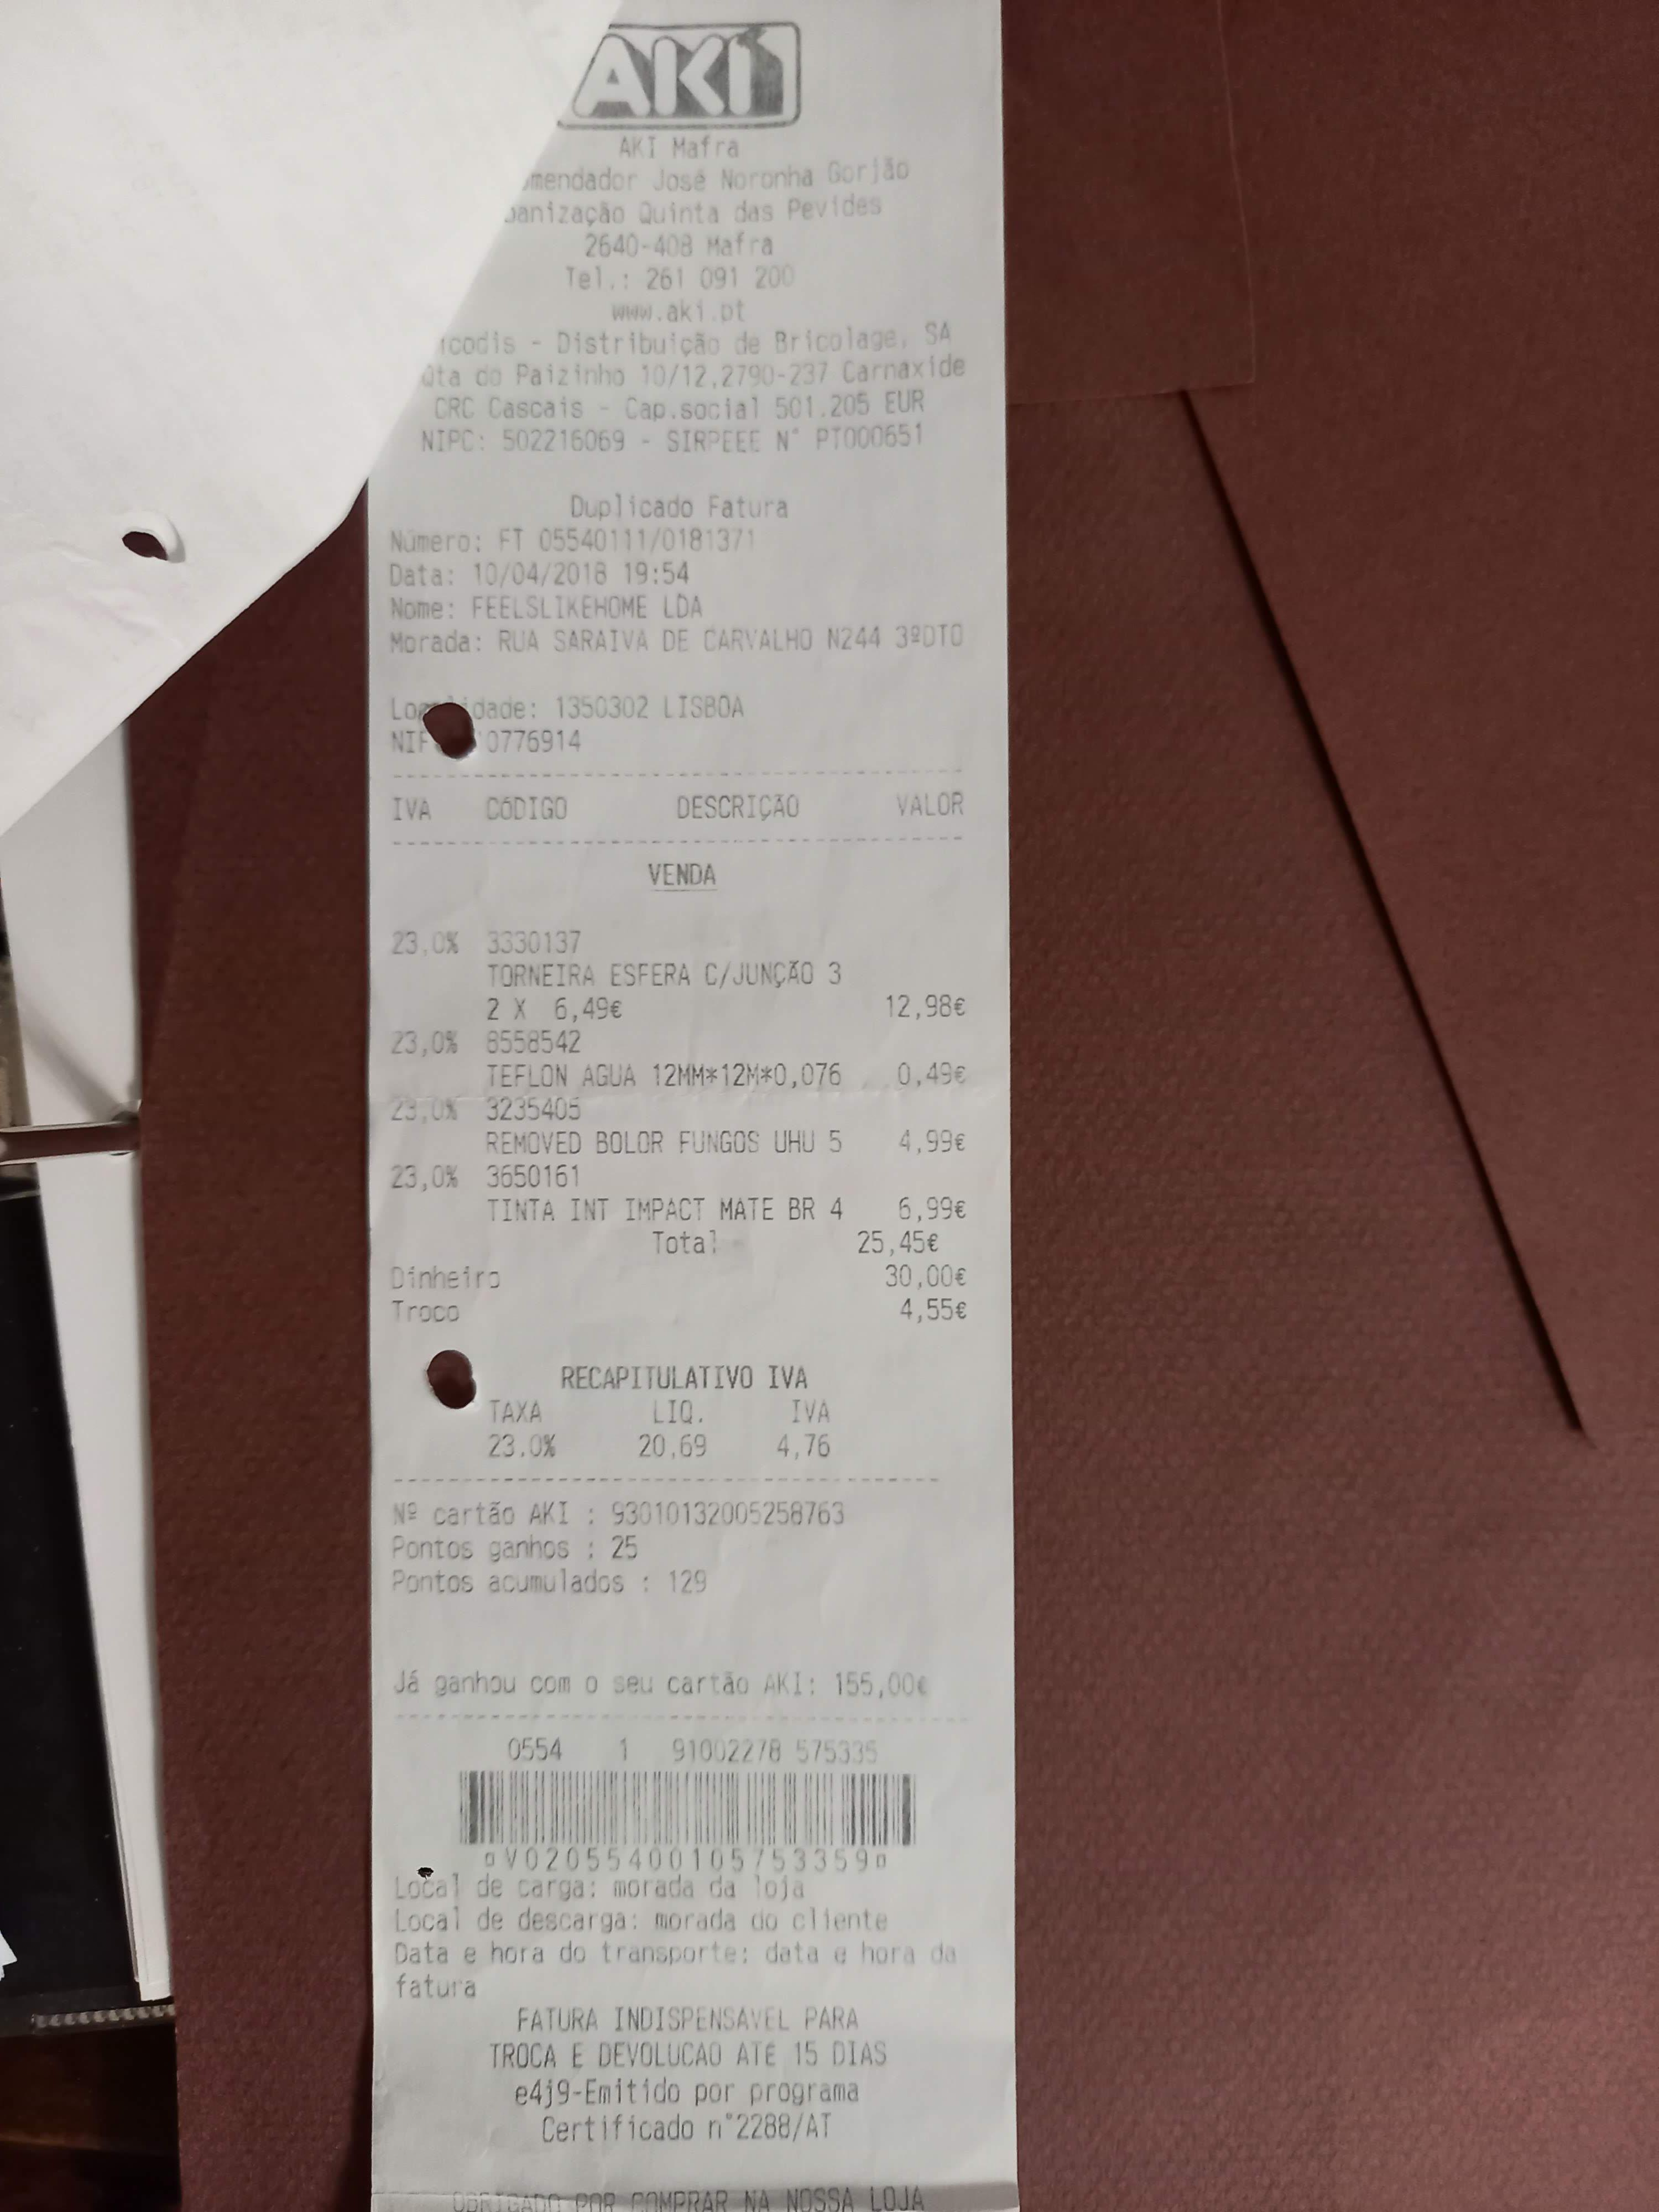 AKI
AKI Mafra
mendador José Noronha Gorjão
banização Quinta das Pevides
2640-408 Mafra
Tel.: 261 091 200
www.aki.pt
icodis - Distribuição de Bricolage, SA
Qta do Paizinho 10/12,2790-237 Carnaxide
CRC Cascais - Cap.social 501.205 EUR
NIPC: 502216069 - SIRPEEE N° PT000651
Duplicado Fatura
Número: FT 05540111/0181371
Data: 10/04/2018 19:54
Nome: FEELSLIKEHOME LDA
Morada: RUA SARAIVA DE CARVALHO N244 3ºDTO
Localidade: 1350302 LISBOA
NIF 0776914
IVA CóDIGO DESCRIÇÃO VALOR
VENDA
23,0% 3330137
TORNEIRA ESFERA C/JUNÇÃO 3
2 X 6,49€ 12,98€
23,0% 8558542
TEFLON AGUA 12MM*12M*0,076 0,49€
23,0% 3235405
REMOVED BOLOR FUNGOS UHU 5 4,99€
23,0% 3650161
TINTA INT IMPACT MATE BR 4 6,99€
Total 25,45€
Dinheiro 30,00€
Troco 4,55€
RECAPITULATIVO IVA
TAXA LIQ. IVA
23.0% 20,69 4,76
Nº cartão AKI : 93010132005258763
Pontos ganhos : 25
Pontos acumulados : 129
Já ganhou com o seu cartão AKI: 155,00€
0554 1 91002278 575335
¤V02055400105753359¤
Local de carga: morada da loja
Local de descarga: morada do cliente
Data e hora do transporte: data e hora da
fatura
FATURA INDISPENSAVEL PARA
TROCA E DEVOLUCAO ATE 15 DIAS
e4j9-Emitido por programa
Certificado n°2288/AT
OBRIGADO POR COMPRAR NA NOSSA LOJA